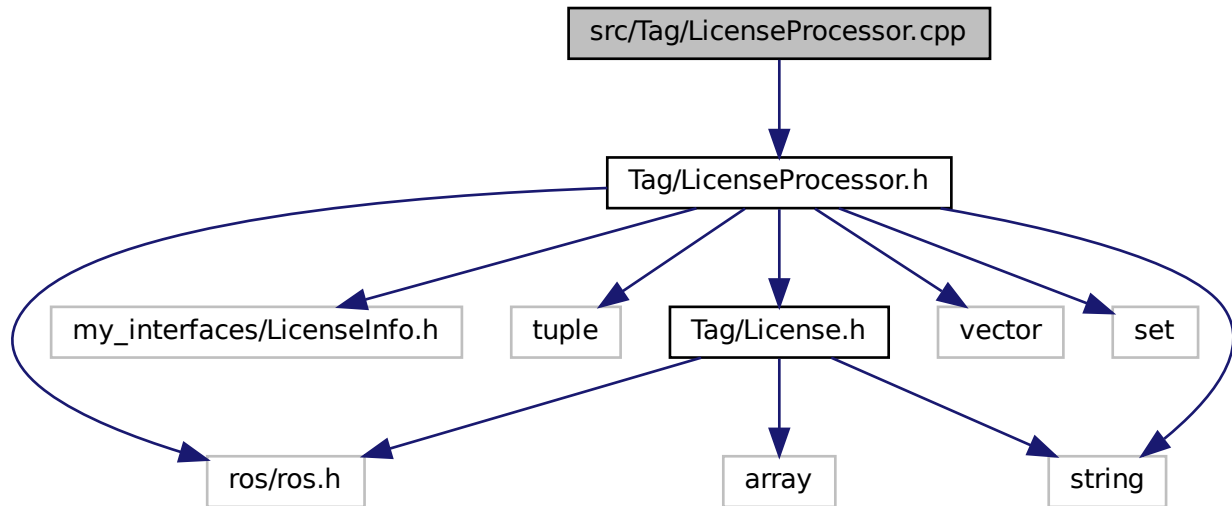 src/Tag/LicenseProcessor.cpp
Tag/LicenseProcessor.h
my_interfaces/LicenseInfo.h
tuple
Tag/License.h
vector
set
ros/ros.h
array
string